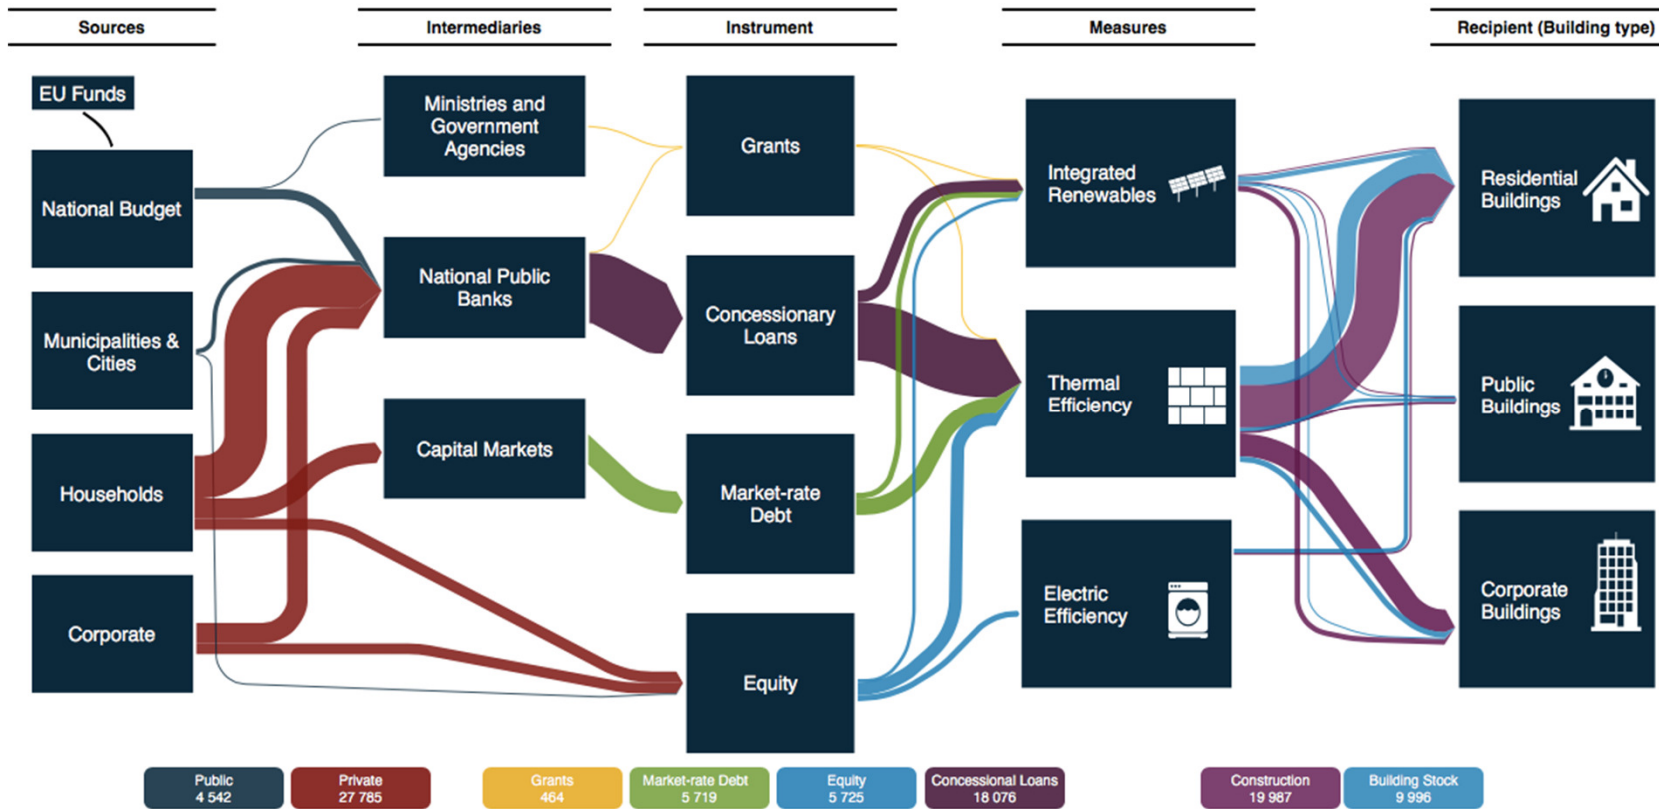 Sources
Intermediaries
Instrument
Measures
Recipient (Building type)
EU Funds
National Budget
Municipalities &
Cities
Households
Corporate
Ministries and
Government
Agencies
National Public
Banks
Capital Markets
Grants
Concessionary
Loans
Market-rate
Debt
Equity
Integrated
Renewables
Thermal
Efficiency
Electric
Efficiency
Residential
Buildings
Public
Buildings
Corporate
Buildings
Public
4 542
Private
27 785
Grants
464
Market-rate Debt
5 719
Equity
5 725
Concessional Loans
18 076
Construction
19 987
Building Stock
9 996